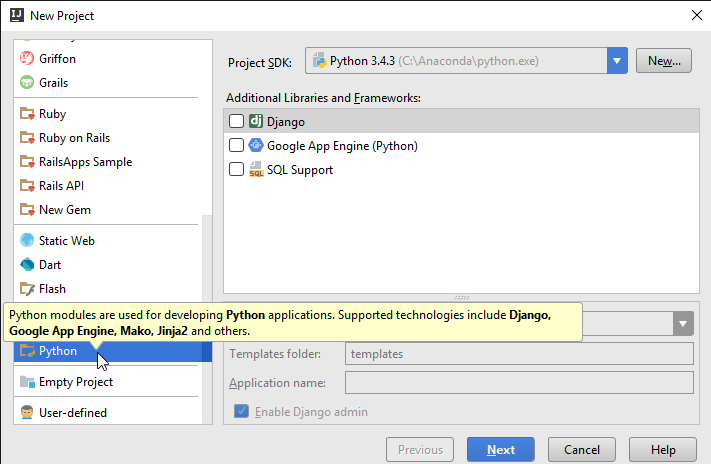 New Project
Griffon
Grails
Ruby
Ruby on Rails
RailsApps Sample
Rails API
New Gem
Static Web
Dart
Flash
Python
Empty Project
User-defined
Project SDK: Python 3.4.3 (C:\Anaconda\python.exe) New...
Additional Libraries and Frameworks:
Django
Google App Engine (Python)
SQL Support
Python modules are used for developing Python applications. Supported technologies include Django,
Google App Engine, Mako, Jinja2 and others.
Templates folder: templates
Application name:
Enable Django admin
Previous Next Cancel Help